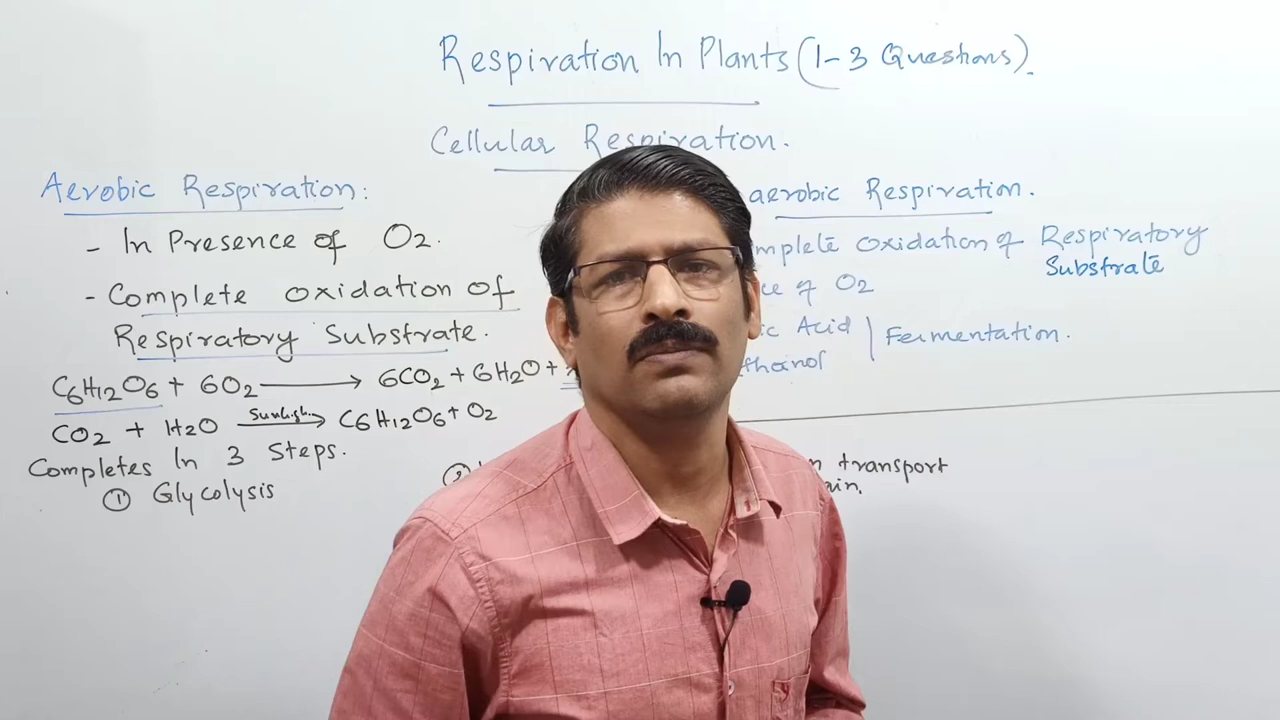 Respiration In Plants (1-3 Questions).
Cellular Respiration.
Aerobic Respiration:
- In Presence of O2.
- Complete oxidation of
Respiratory Substrate.
C6H12O6 + 6O2 → 6CO2 + 6H2O +
CO2 + H2O → C6H12O6 + O2
Completes In 3 Steps.
① Glycolysis
②
aerobic Respiration.
mplete Oxidation of Respiratory
Substrate
ce of O2
ic Acid | Fermentation.
thanol
n transport
ain.